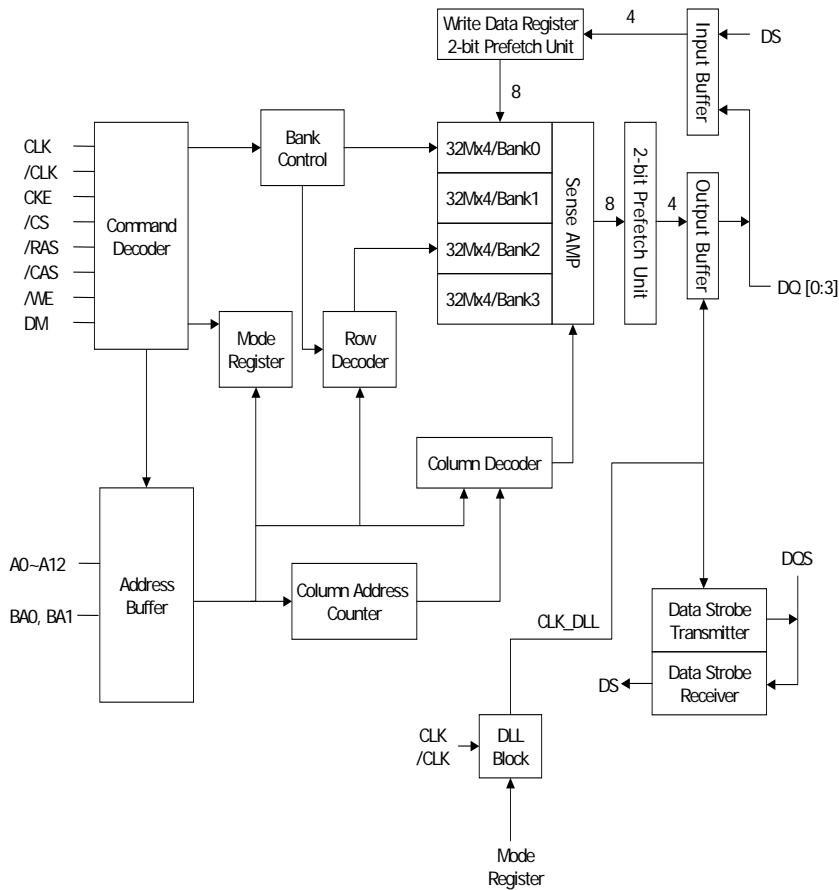 Write Data Register
2-bit Prefetch Unit
4
Input Buffer
DS
8
CLK
/CLK
CKE
/CS
/RAS
/CAS
/WE
DM
Command
Decoder
Bank
Control
32Mx4/Bank0
32Mx4/Bank1
32Mx4/Bank2
32Mx4/Bank3
Sense AMP
8
2-bit Prefetch Unit
4
Output Buffer
DQ [0:3]
Mode
Register
Row
Decoder
Column Decoder
A0~A12
BA0, BA1
Address
Buffer
Column Address
Counter
CLK_DLL
DQS
Data Strobe
Transmitter
Data Strobe
Receiver
DS
CLK
/CLK
DLL
Block
Mode
Register